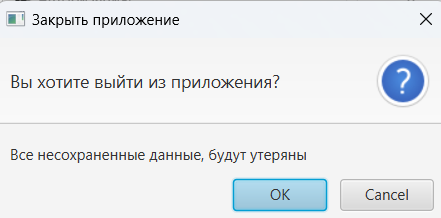 Закрыть приложение
Вы хотите выйти из приложения?
?
Все несохраненные данные, будут утеряны
OK
Cancel